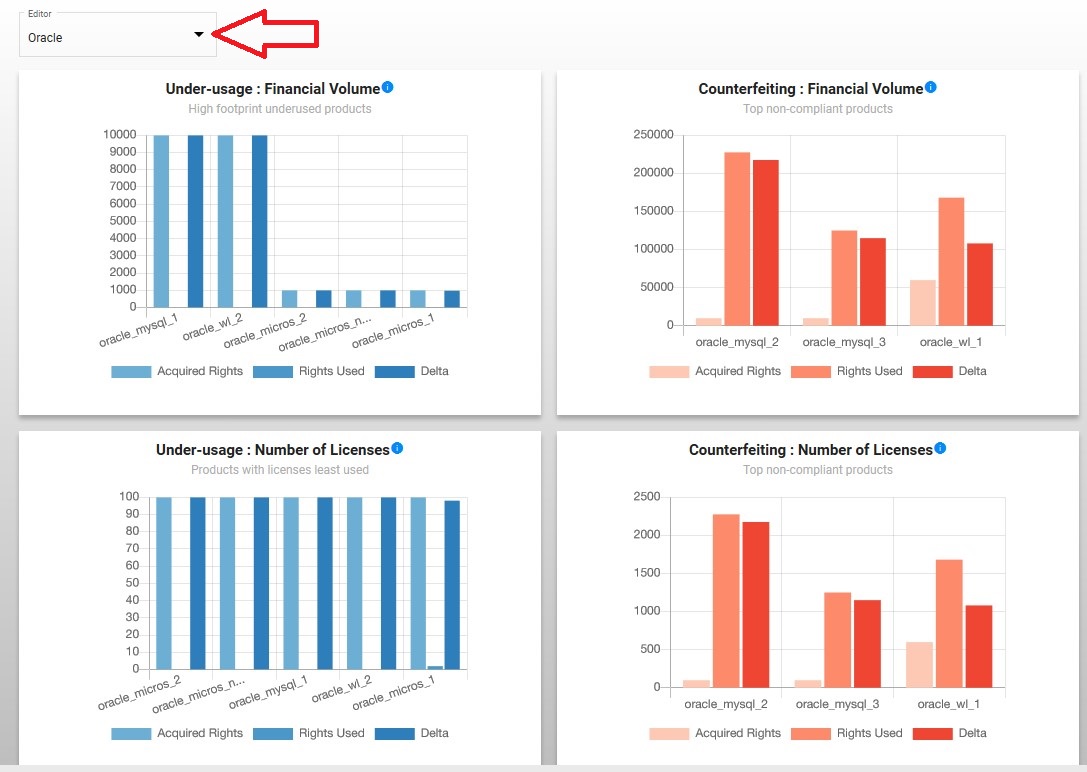 Editor
Oracle
Under-usage : Financial Volume
High footprint underused products
10000
9000
8000
7000
6000
5000
4000
3000
2000
1000
0
oracle_mysql_1
oracle_wl_2
oracle_micros_2
oracle_micros_n...
oracle_micros_1
Acquired Rights Rights Used Delta
Counterfeiting : Financial Volume
Top non-compliant products
250000
200000
150000
100000
50000
0
oracle_mysql_2 oracle_mysql_3 oracle_wl_1
Acquired Rights Rights Used Delta
Under-usage : Number of Licenses
Products with licenses least used
100
90
80
70
60
50
40
30
20
10
0
oracle_micros_2
oracle_micros_n...
oracle_mysql_1
oracle_wl_2
oracle_micros_1
Acquired Rights Rights Used Delta
Counterfeiting : Number of Licenses
Top non-compliant products
2500
2000
1500
1000
500
0
oracle_mysql_2 oracle_mysql_3 oracle_wl_1
Acquired Rights Rights Used Delta